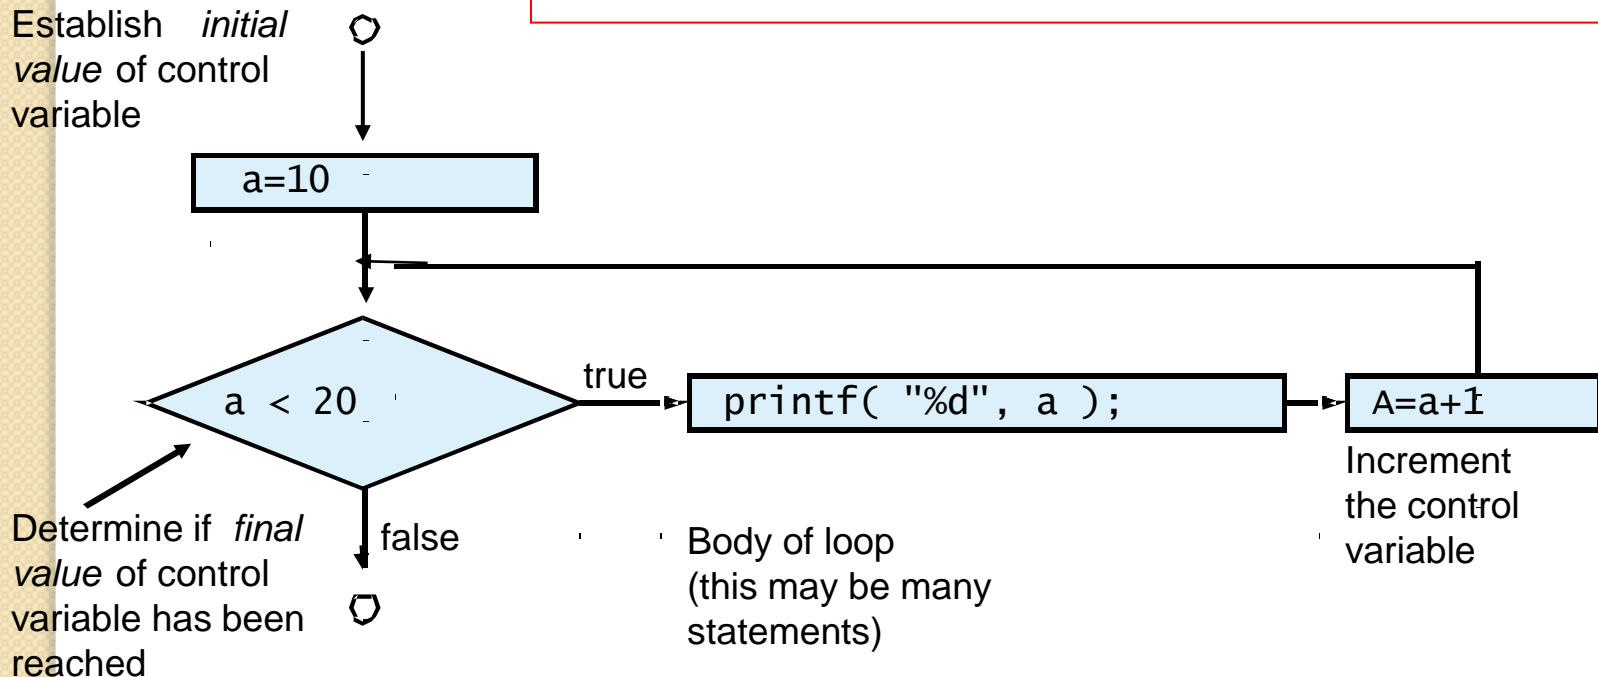 Establish initial
value of control
variable
a=10
a < 20
true
printf( "%d", a );
A=a+1
Increment
the control
variable
false
Determine if final
value of control
variable has been
reached
Body of loop
(this may be many
statements)